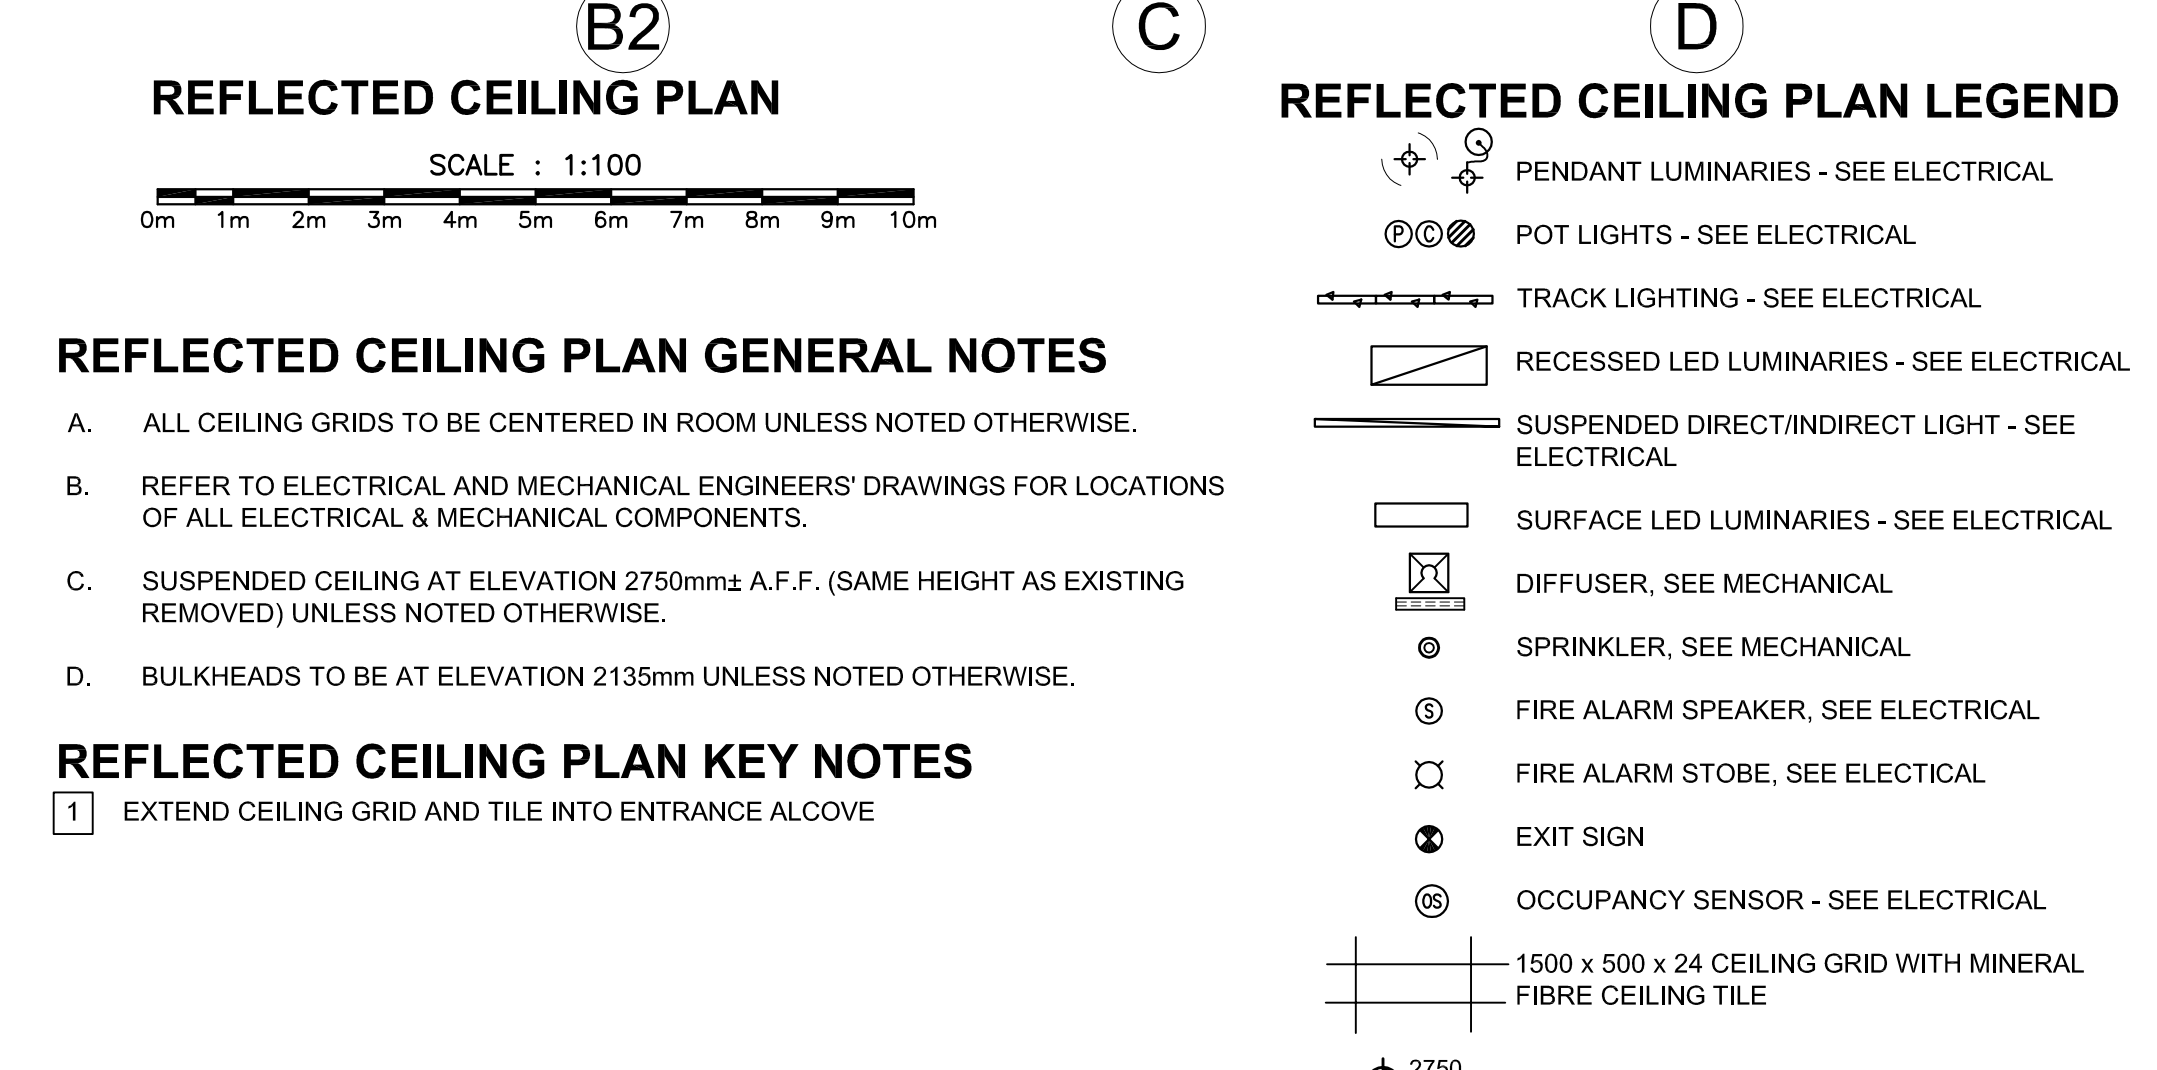 B2
C
D
REFLECTED CEILING PLAN
SCALE : 1:100
0m 1m 2m 3m 4m 5m 6m 7m 8m 9m 10m
REFLECTED CEILING PLAN GENERAL NOTES
A. ALL CEILING GRIDS TO BE CENTERED IN ROOM UNLESS NOTED OTHERWISE.
B. REFER TO ELECTRICAL AND MECHANICAL ENGINEERS' DRAWINGS FOR LOCATIONS
OF ALL ELECTRICAL & MECHANICAL COMPONENTS.
C. SUSPENDED CEILING AT ELEVATION 2750mm± A.F.F. (SAME HEIGHT AS EXISTING
REMOVED) UNLESS NOTED OTHERWISE.
D. BULKHEADS TO BE AT ELEVATION 2135mm UNLESS NOTED OTHERWISE.
REFLECTED CEILING PLAN KEY NOTES
1 EXTEND CEILING GRID AND TILE INTO ENTRANCE ALCOVE
REFLECTED CEILING PLAN LEGEND
PENDANT LUMINARIES - SEE ELECTRICAL
P C POT LIGHTS - SEE ELECTRICAL
TRACK LIGHTING - SEE ELECTRICAL
RECESSED LED LUMINARIES - SEE ELECTRICAL
SUSPENDED DIRECT/INDIRECT LIGHT - SEE
ELECTRICAL
SURFACE LED LUMINARIES - SEE ELECTRICAL
DIFFUSER, SEE MECHANICAL
SPRINKLER, SEE MECHANICAL
S FIRE ALARM SPEAKER, SEE ELECTRICAL
FIRE ALARM STOBE, SEE ELECTICAL
EXIT SIGN
OS OCCUPANCY SENSOR - SEE ELECTRICAL
1500 x 500 x 24 CEILING GRID WITH MINERAL
FIBRE CEILING TILE
2750